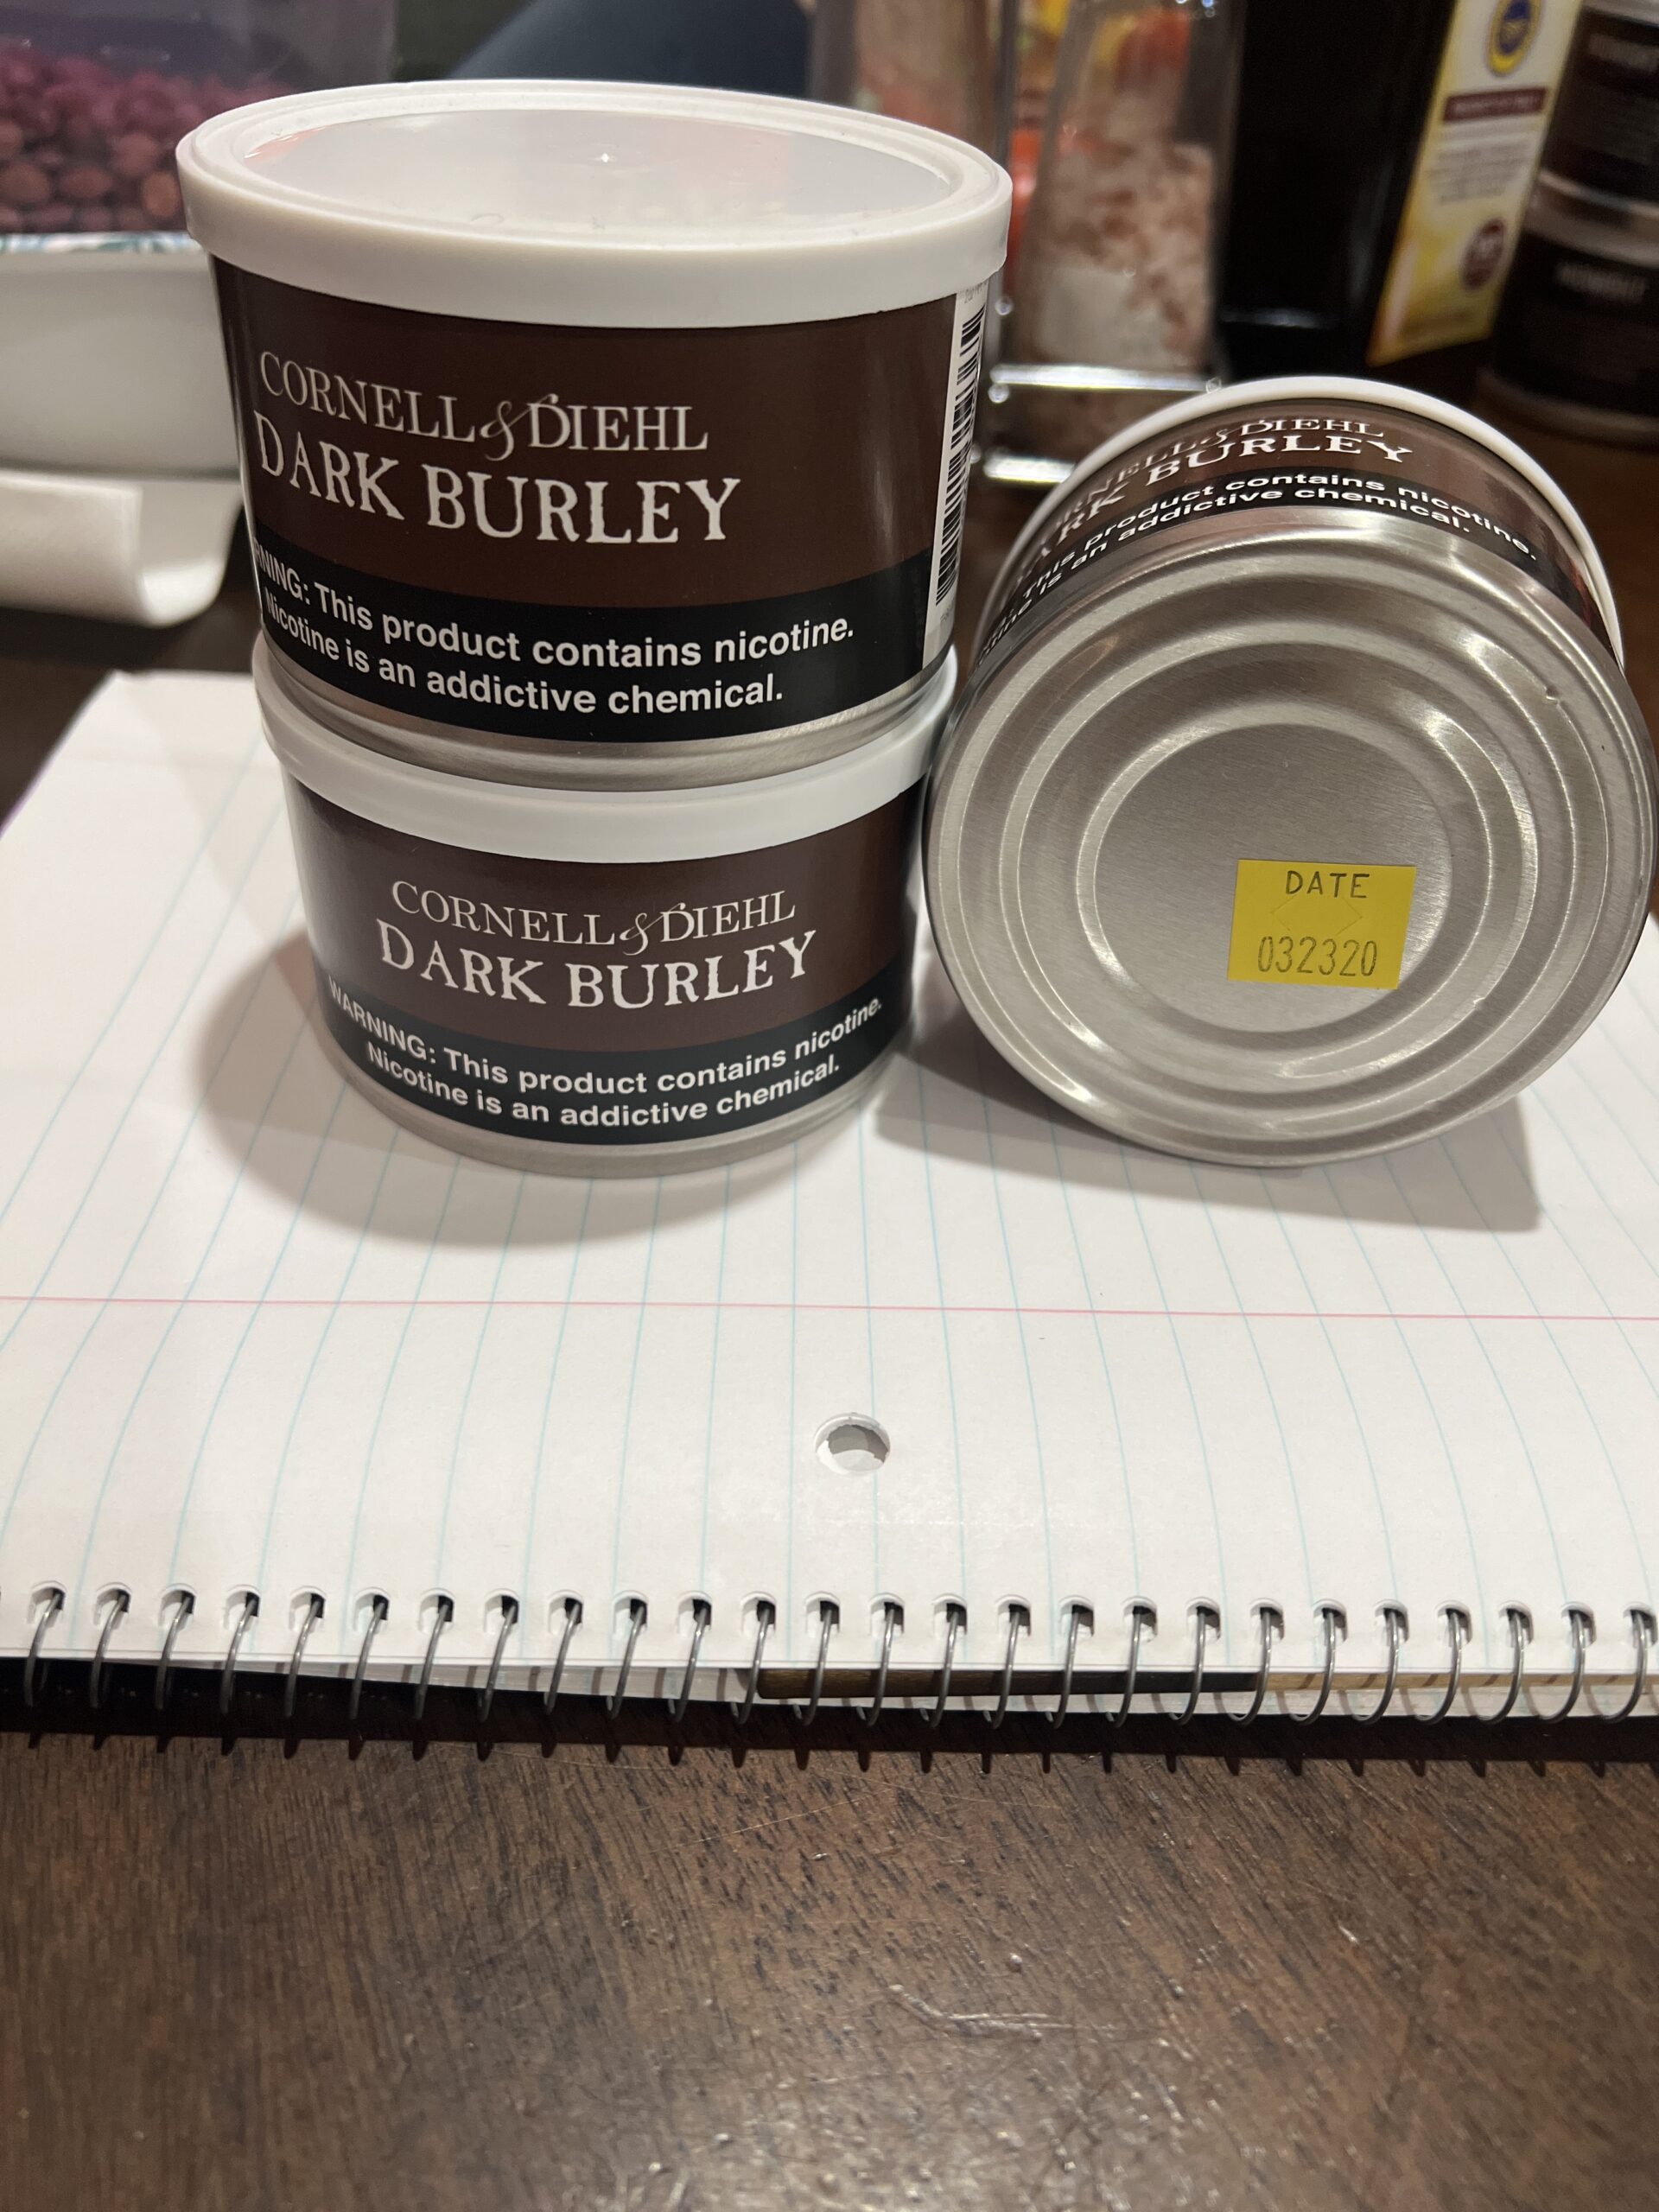 CORNELL & DIEHL
DARK BURLEY
NING: This product contains nicotine.
Nicotine is an addictive chemical.
CORNELL & DIEHL
DARK BURLEY
WARNING: This product contains nicotine.
Nicotine is an addictive chemical.
NELL & DIEHL
RK BURLEY
This product contains nicotine.
is an addictive chemical.
DATE
032320